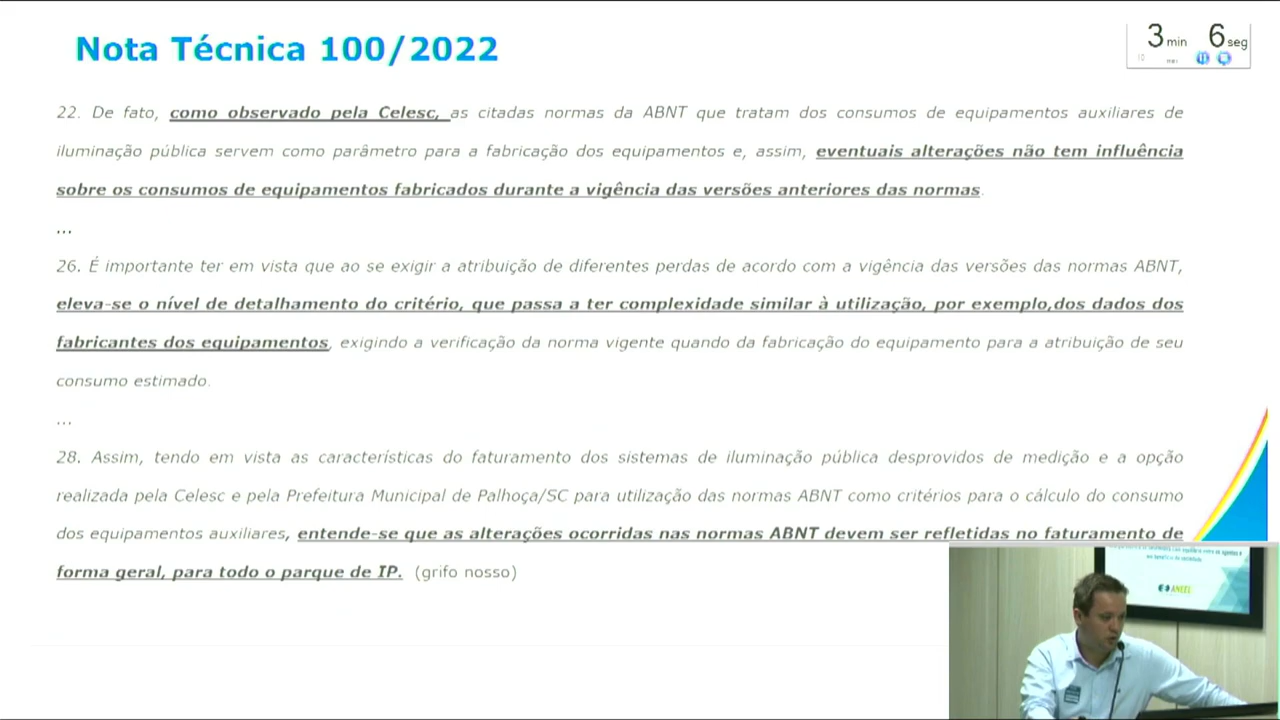 Nota Técnica 100/2022
3 min 6 seg
22. De fato, como observado pela Celesc, as citadas normas da ABNT que tratam dos consumos de equipamentos auxiliares de
iluminação pública servem como parâmetro para a fabricação dos equipamentos e, assim, eventuais alterações não tem influência
sobre os consumos de equipamentos fabricados durante a vigência das versões anteriores das normas.
...
26. É importante ter em vista que ao se exigir a atribuição de diferentes perdas de acordo com a vigência das versões das normas ABNT,
eleva-se o nível de detalhamento do critério, que passa a ter complexidade similar à utilização, por exemplo,dos dados dos
fabricantes dos equipamentos, exigindo a verificação da norma vigente quando da fabricação do equipamento para a atribuição de seu
consumo estimado.
...
28. Assim, tendo em vista as características do faturamento dos sistemas de iluminação pública desprovidos de medição e a opção
realizada pela Celesc e pela Prefeitura Municipal de Palhoça/SC para utilização das normas ABNT como critérios para o cálculo do consumo
dos equipamentos auxiliares, entende-se que as alterações ocorridas nas normas ABNT devem ser refletidas no faturamento de
forma geral, para todo o parque de IP. (grifo nosso)
ANEEL